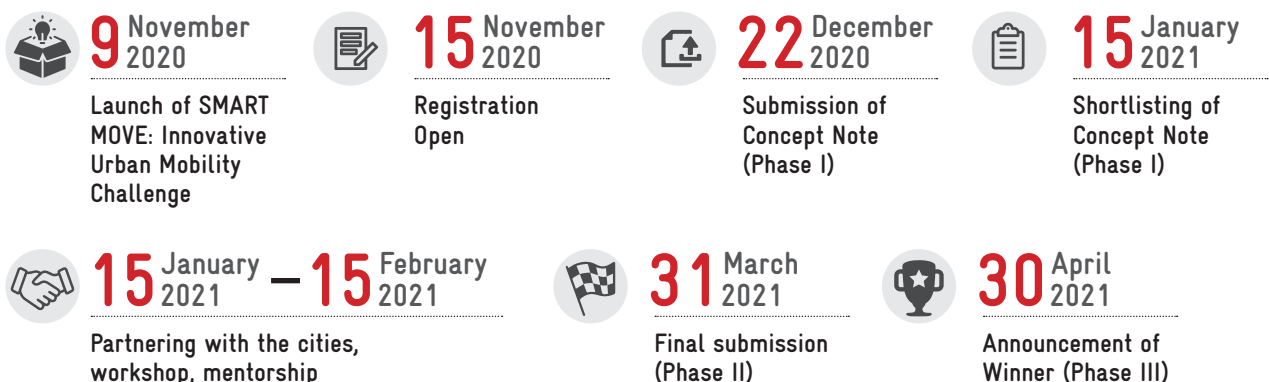 9 November 2020
Launch of SMART
MOVE: Innovative
Urban Mobility
Challenge
15 November 2020
Registration
Open
22 December 2020
Submission of
Concept Note
(Phase I)
15 January 2021
Shortlisting of
Concept Note
(Phase I)
15 January 2021 – 15 February 2021
Partnering with the cities,
workshop, mentorship
31 March 2021
Final submission
(Phase II)
30 April 2021
Announcement of
Winner (Phase III)